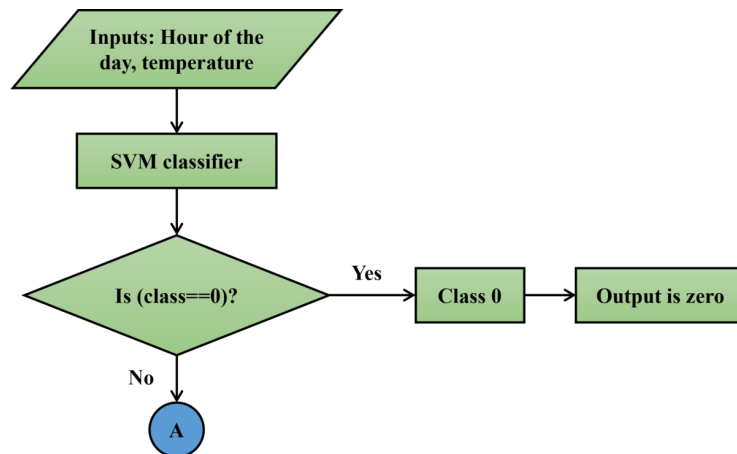 Inputs: Hour of the
day, temperature
SVM classifier
Is (class==0)?
Yes
Class 0
Output is zero
No
A